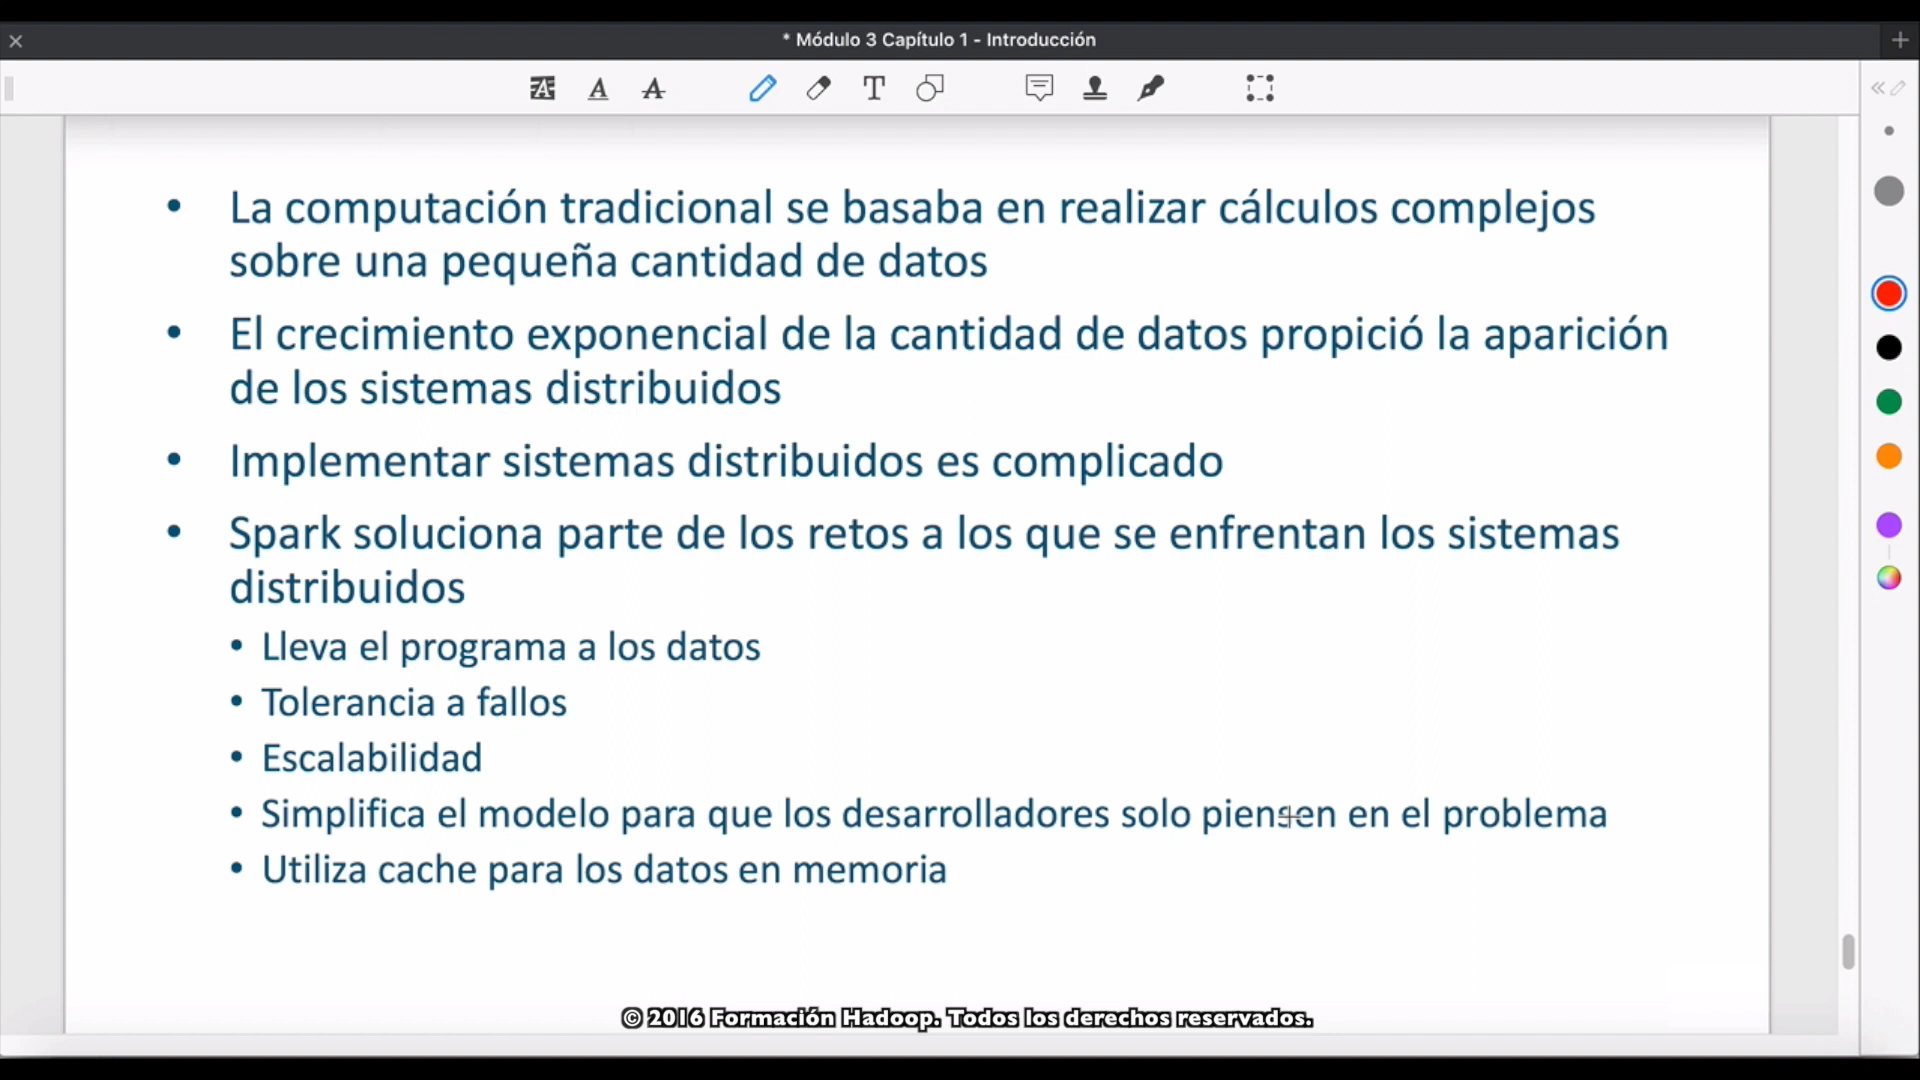 * Módulo 3 Capítulo 1 - Introducción
• La computación tradicional se basaba en realizar cálculos complejos
sobre una pequeña cantidad de datos
• El crecimiento exponencial de la cantidad de datos propició la aparición
de los sistemas distribuidos
• Implementar sistemas distribuidos es complicado
• Spark soluciona parte de los retos a los que se enfrentan los sistemas
distribuidos
• Lleva el programa a los datos
• Tolerancia a fallos
• Escalabilidad
• Simplifica el modelo para que los desarrolladores solo piensen en el problema
• Utiliza cache para los datos en memoria
© 2016 Formación Hadoop. Todos los derechos reservados.